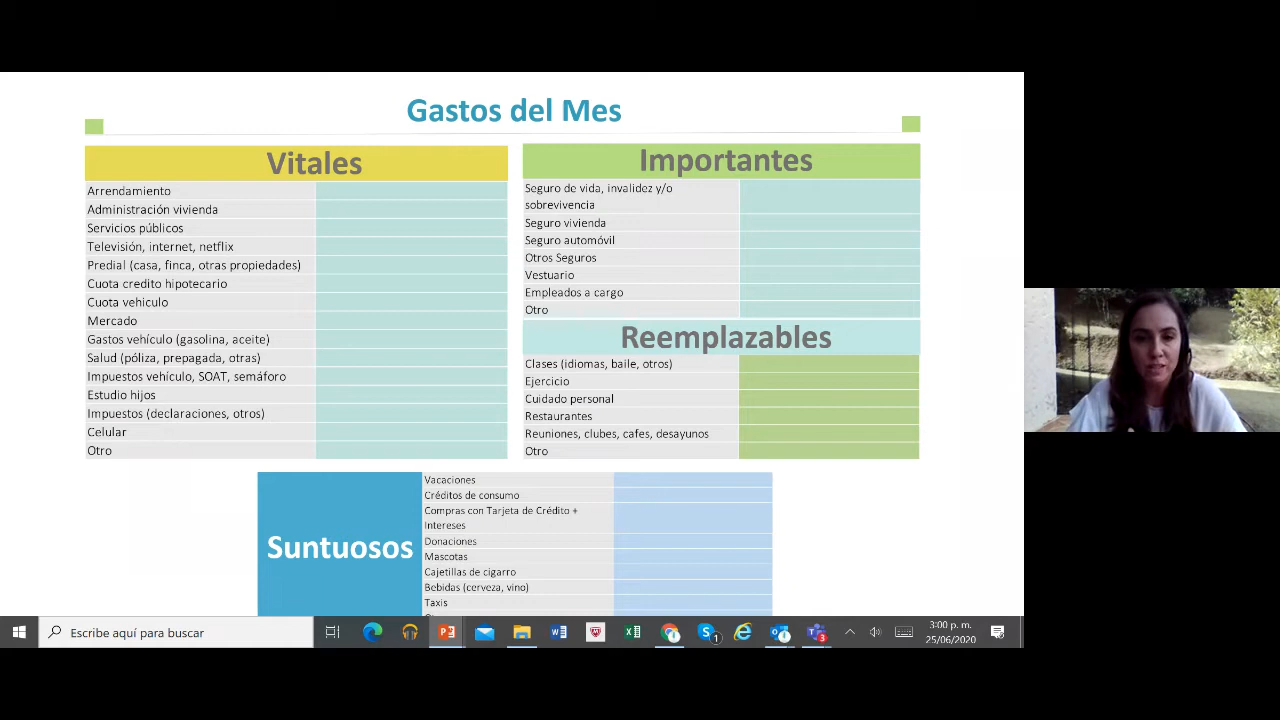 Gastos del Mes
Vitales
Arrendamiento
Administración vivienda
Servicios públicos
Televisión, internet, netflix
Predial (casa, finca, otras propiedades)
Cuota credito hipotecario
Cuota vehiculo
Mercado
Gastos vehículo (gasolina, aceite)
Salud (póliza, prepagada, otras)
Impuestos vehículo, SOAT, semáforo
Estudio hijos
Impuestos (declaraciones, otros)
Celular
Otro
Importantes
Seguro de vida, invalidez y/o
sobrevivencia
Seguro vivienda
Seguro automóvil
Otros Seguros
Vestuario
Empleados a cargo
Otro
Reemplazables
Clases (idiomas, baile, otros)
Ejercicio
Cuidado personal
Restaurantes
Reuniones, clubes, cafes, desayunos
Otro
Suntuosos
Vacaciones
Créditos de consumo
Compras con Tarjeta de Crédito +
Intereses
Donaciones
Mascotas
Cajetillas de cigarro
Bebidas (cerveza, vino)
Taxis
Escribe aquí para buscar
3:00 p. m.
25/06/2020